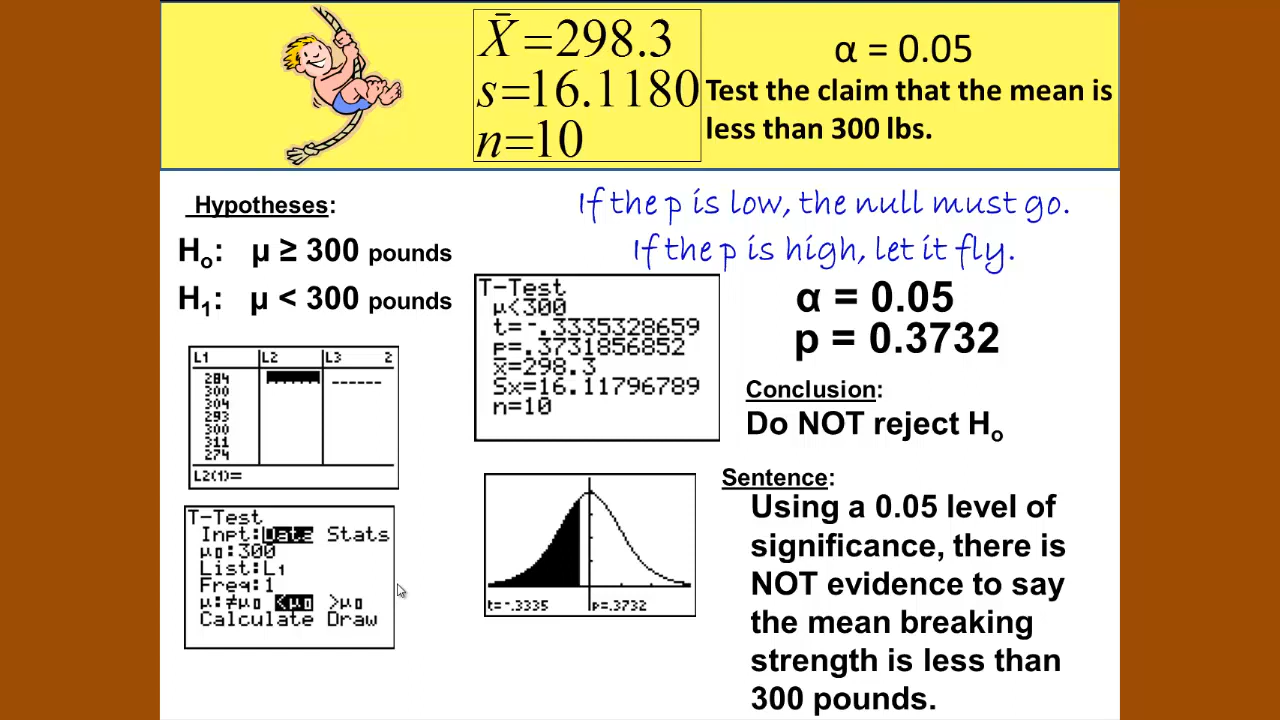 X̄ =298.3
s=16.1180
n=10
α = 0.05
Test the claim that the mean is
less than 300 lbs.
Hypotheses:
Ho: μ ≥ 300 pounds
H1: μ < 300 pounds
If the p is low, the null must go.
If the p is high, let it fly.
L1 L2 L3 2
284
300
304
293
300
311
274
L2(1)=
T-Test
Inpt:Data Stats
μ0:300
List:L1
Freq:1
μ:≠μ0 <μ0 >μ0
Calculate Draw
T-Test
μ<300
t=-.3335328659
p=.3731856852
x̄=298.3
Sx=16.11796789
n=10
t=-.3335 p=.3732
α = 0.05
p = 0.3732
Conclusion:
Do NOT reject Ho
Sentence:
Using a 0.05 level of
significance, there is
NOT evidence to say
the mean breaking
strength is less than
300 pounds.